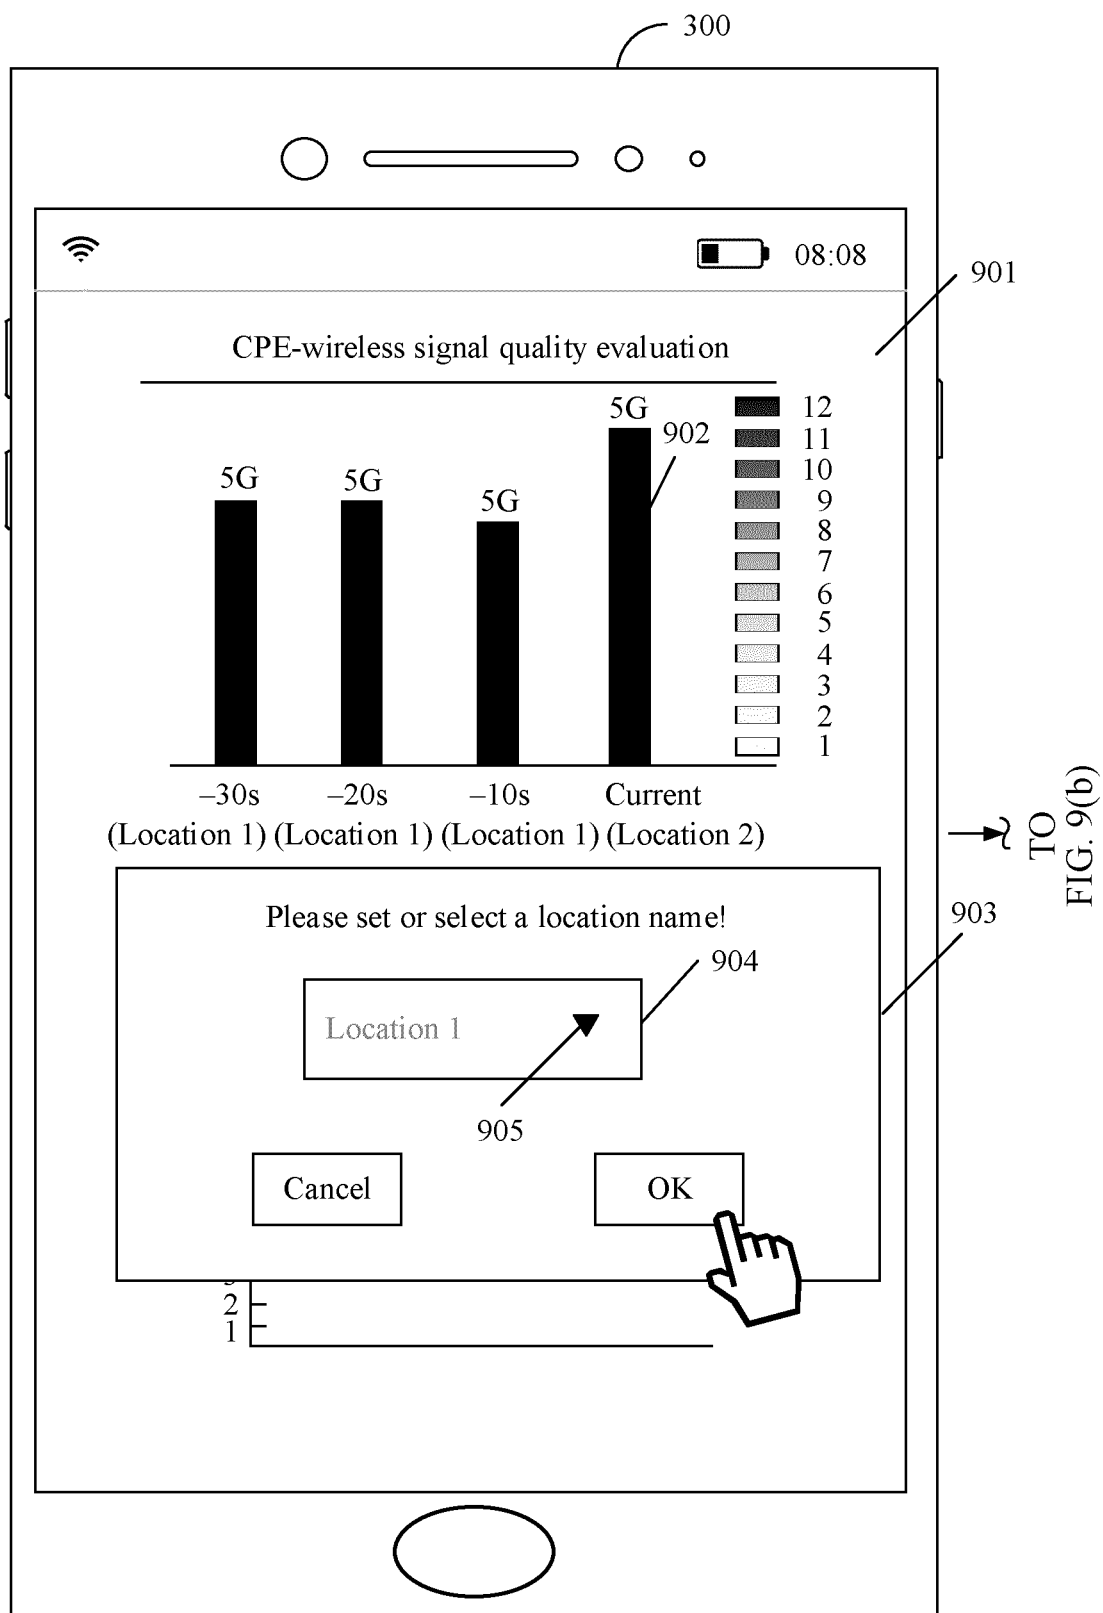 300
08:08
901
CPE-wireless signal quality evaluation
5G 5G 5G 5G
902
12
11
10
9
8
7
6
5
4
3
2
1
–30s –20s –10s Current
(Location 1) (Location 1) (Location 1) (Location 2)
TO
FIG. 9(b)
903
Please set or select a location name!
904
Location 1
905
Cancel OK
2
1